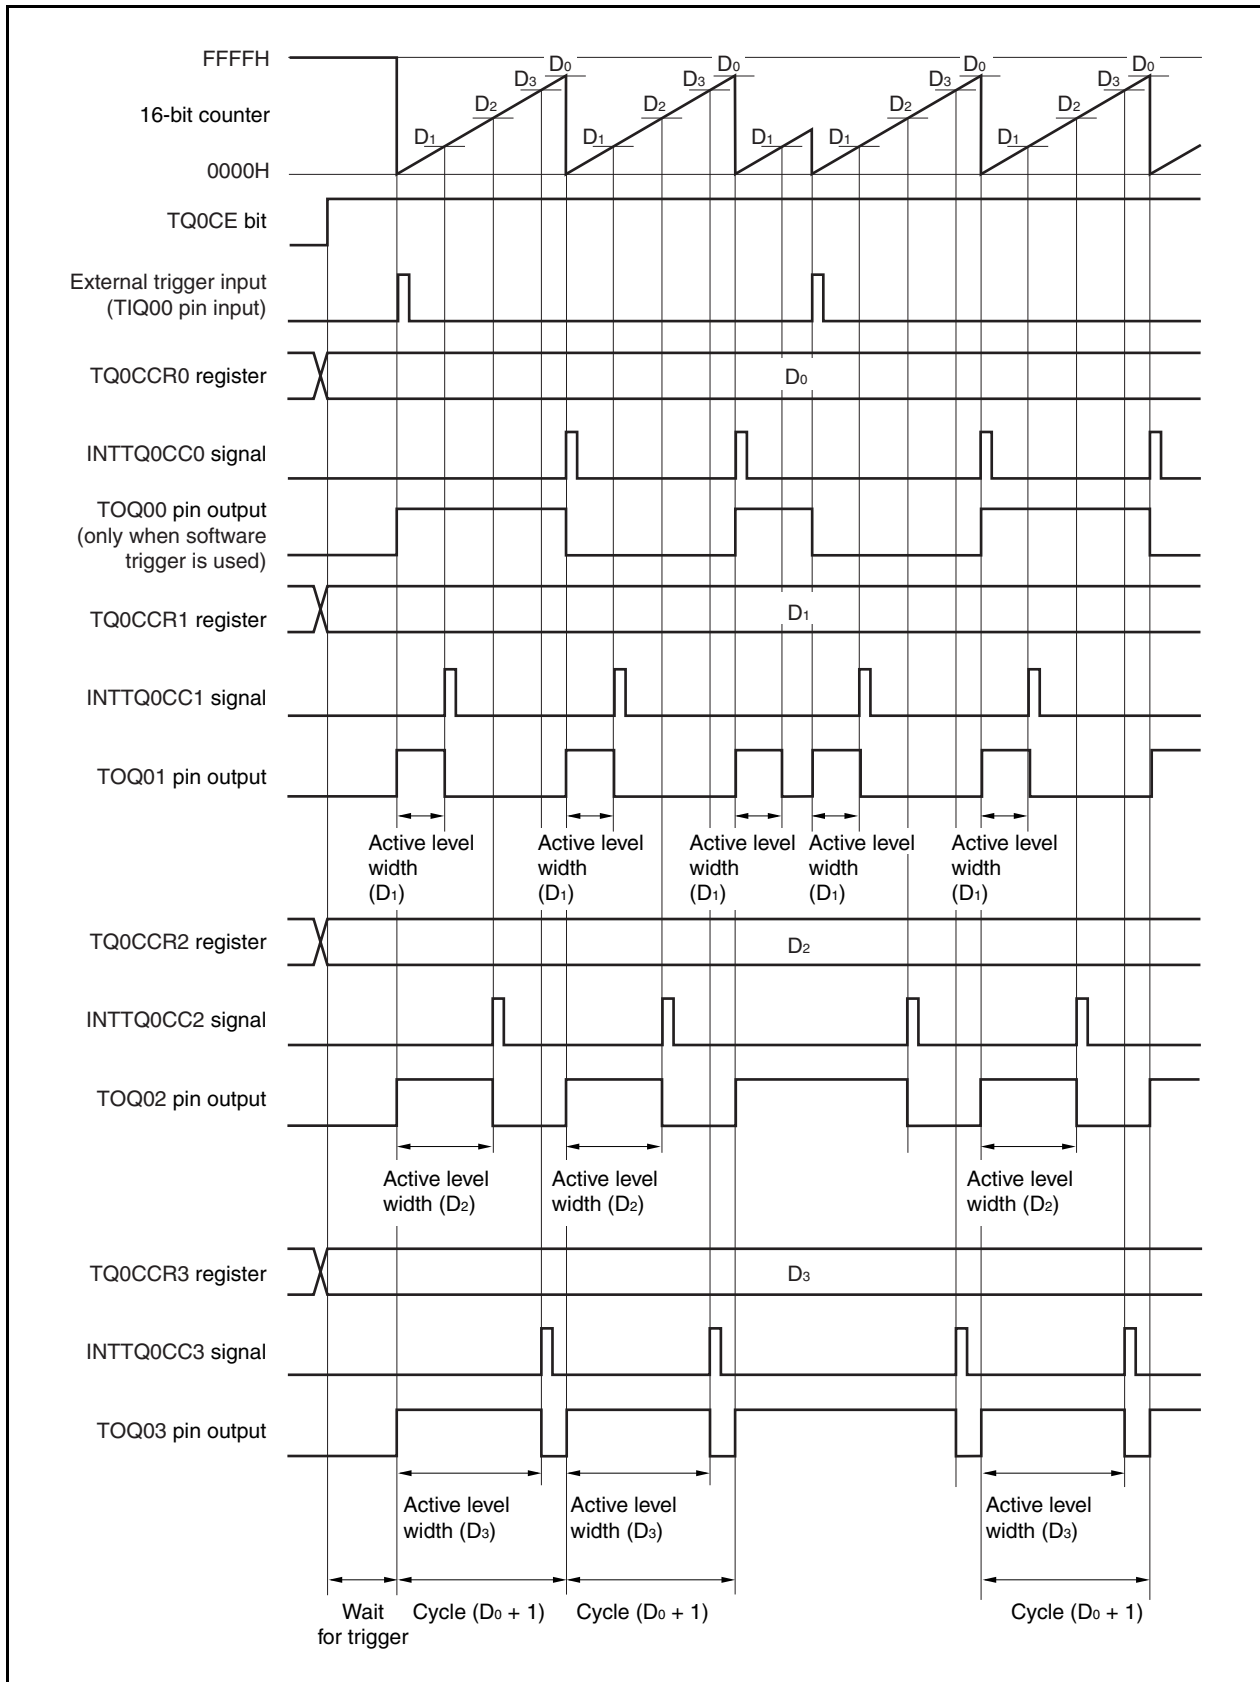 FFFFH
16-bit counter
0000H
D0 D0 D0 D0
D3 D3 D3 D3
D2 D2 D2 D2
D1 D1 D1 D1 D1
TQ0CE bit
External trigger input
(TIQ00 pin input)
TQ0CCR0 register
D0
INTTQ0CC0 signal
TOQ00 pin output
(only when software
trigger is used)
TQ0CCR1 register
D1
INTTQ0CC1 signal
TOQ01 pin output
Active level
width
(D1)
Active level
width
(D1)
Active level
width
(D1)
Active level
width
(D1)
Active level
width
(D1)
TQ0CCR2 register
D2
INTTQ0CC2 signal
TOQ02 pin output
Active level
width (D2)
Active level
width (D2)
Active level
width (D2)
TQ0CCR3 register
D3
INTTQ0CC3 signal
TOQ03 pin output
Active level
width (D3)
Active level
width (D3)
Active level
width (D3)
Wait
for trigger
Cycle (D0 + 1)
Cycle (D0 + 1)
Cycle (D0 + 1)